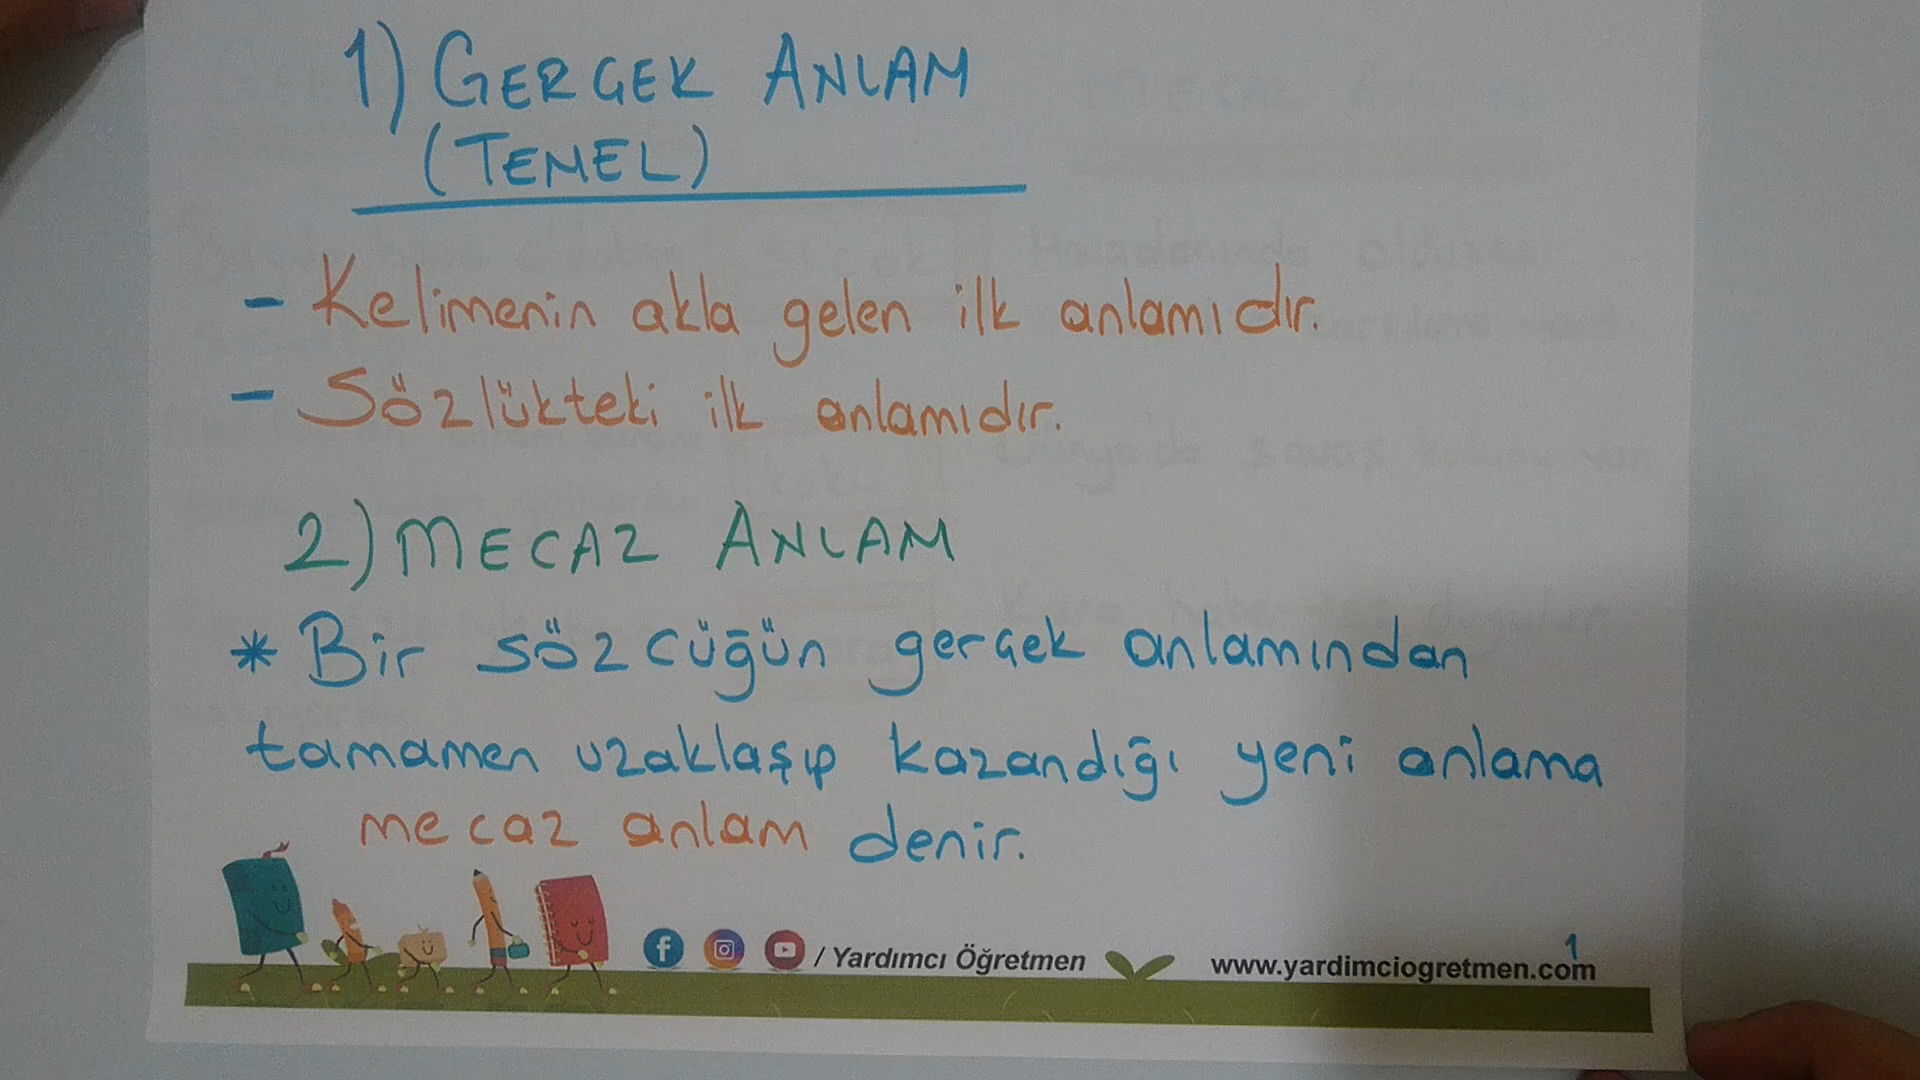 1) GERÇEK ANLAM
(TEMEL)
- Kelimenin akla gelen ilk anlamıdır.
- Sözlükteki ilk anlamıdır.
2) MECAZ ANLAM
* Bir sözcüğün gerçek anlamından
tamamen uzaklaşıp kazandığı yeni anlama
mecaz anlam denir.
/ Yardımcı Öğretmen
www.yardimciogretmen.com
1